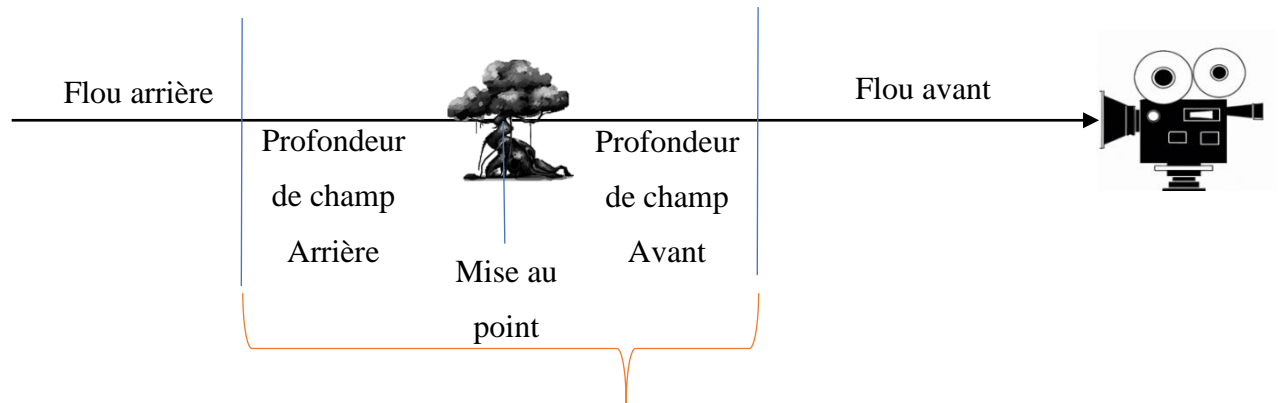 Flou arrière
Flou avant
Profondeur
de champ
Arrière
Mise au
point
Profondeur
de champ
Avant